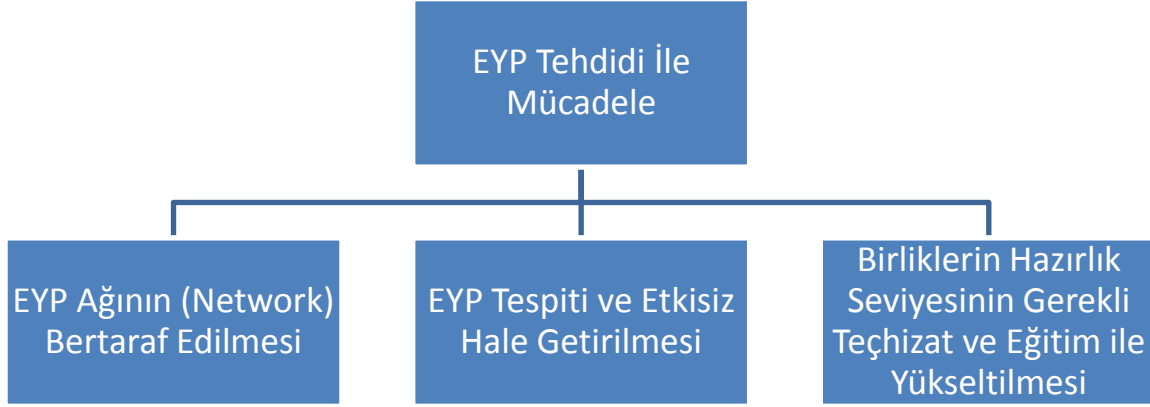 EYP Tehdidi İle
Mücadele
EYP Ağının (Network)
Bertaraf Edilmesi
EYP Tespiti ve Etkisiz
Hale Getirilmesi
Birliklerin Hazırlık
Seviyesinin Gerekli
Teçhizat ve Eğitim ile
Yükseltilmesi